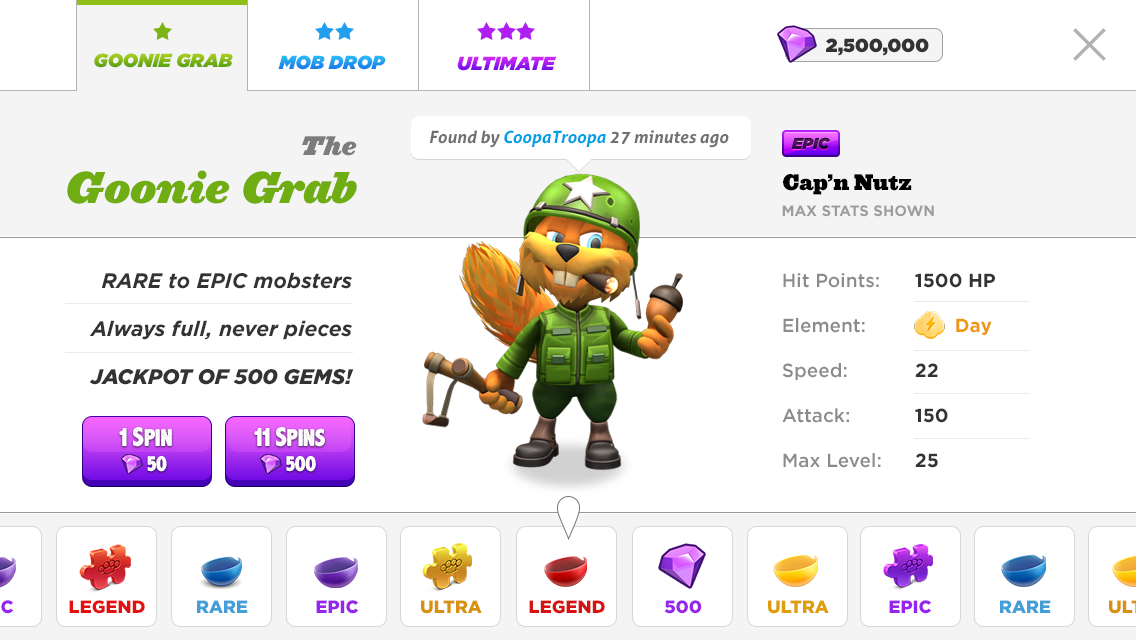 GOONIE GRAB
MOB DROP
ULTIMATE
2,500,000
The
Goonie Grab
Found by CoopaTroopa 27 minutes ago
EPIC
Cap'n Nutz
MAX STATS SHOWN
RARE to EPIC mobsters
Always full, never pieces
JACKPOT OF 500 GEMS!
1 SPIN
50
11 SPINS
500
Hit Points: 1500 HP
Element: Day
Speed: 22
Attack: 150
Max Level: 25
C
LEGEND
RARE
EPIC
ULTRA
LEGEND
500
ULTRA
EPIC
RARE
ULT